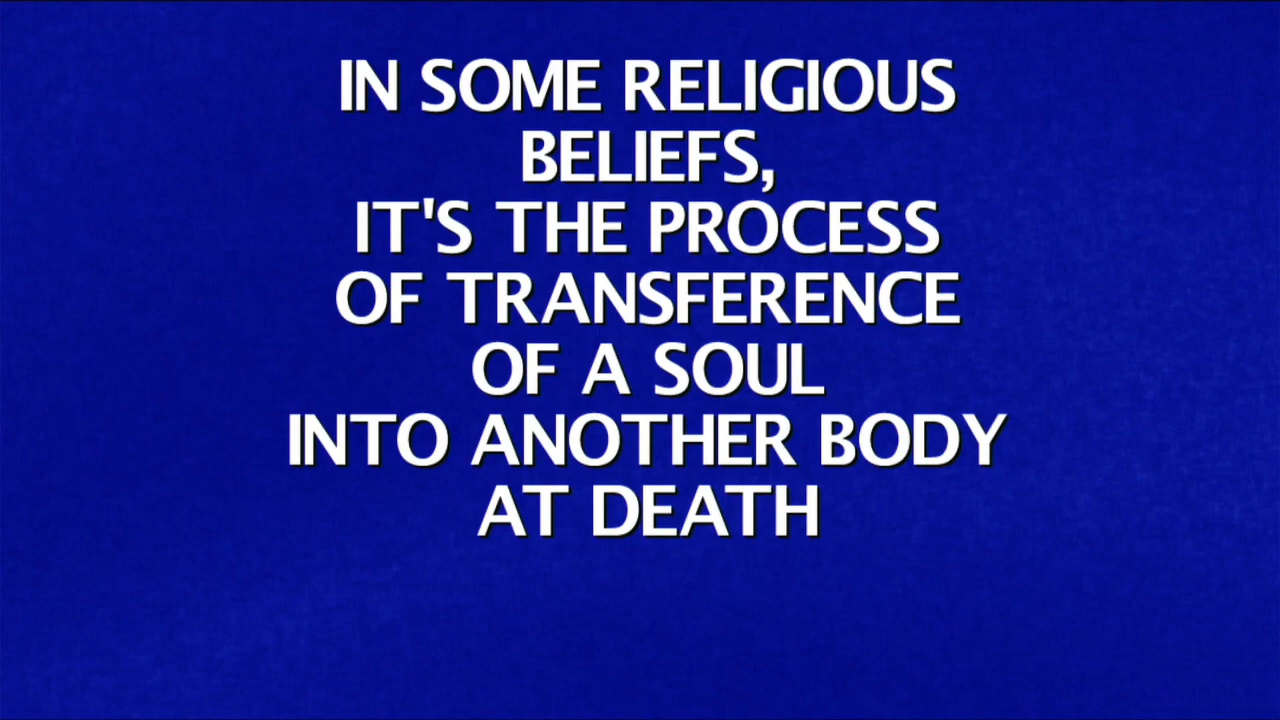 IN SOME RELIGIOUS
BELIEFS,
IT'S THE PROCESS
OF TRANSFERENCE
OF A SOUL
INTO ANOTHER BODY
AT DEATH